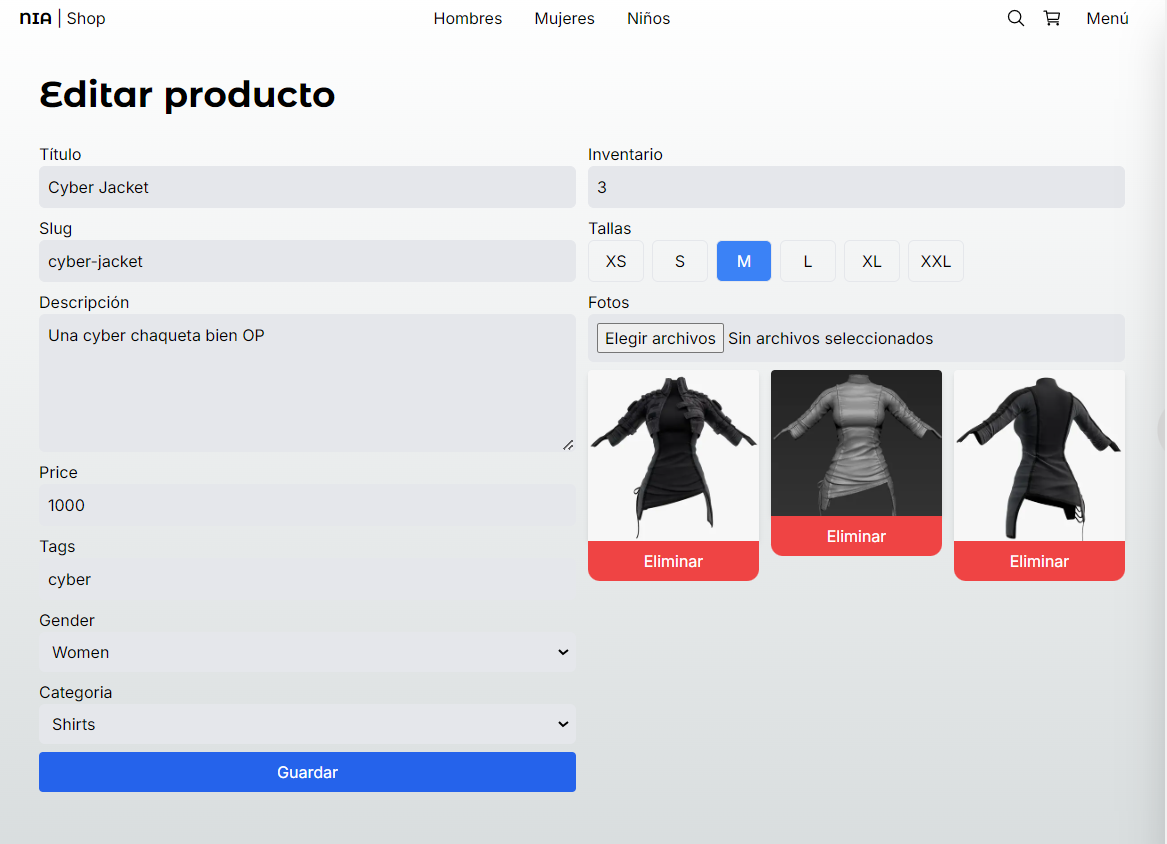 NIA | Shop
Hombres
Mujeres
Niños
Menú
Editar producto
Título
Cyber Jacket
Slug
cyber-jacket
Descripción
Una cyber chaqueta bien OP
Price
1000
Tags
cyber
Gender
Women
Categoria
Shirts
Guardar
Inventario
3
Tallas
XS
S
M
L
XL
XXL
Fotos
Elegir archivos Sin archivos seleccionados
Eliminar
Eliminar
Eliminar